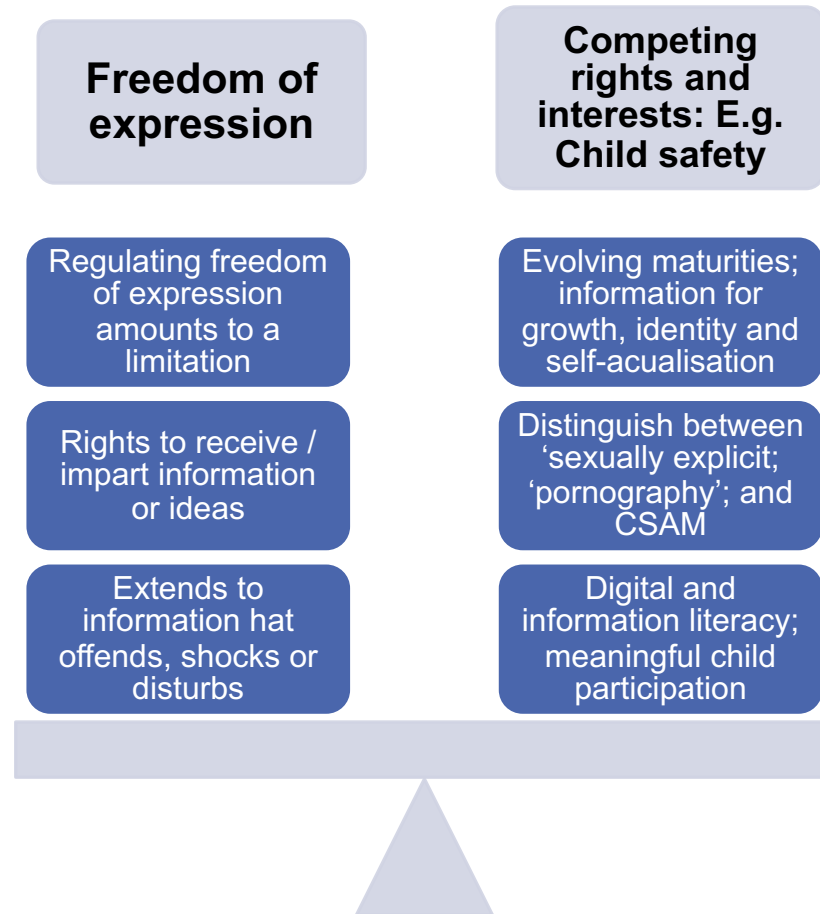 Freedom of
expression
Competing
rights and
interests: E.g.
Child safety
Regulating freedom
of expression
amounts to a
limitation
Rights to receive /
impart information
or ideas
Extends to
information hat
offends, shocks or
disturbs
Evolving maturities;
information for
growth, identity and
self-acualisation
Distinguish between
‘sexually explicit;
‘pornography’; and
CSAM
Digital and
information literacy;
meaningful child
participation